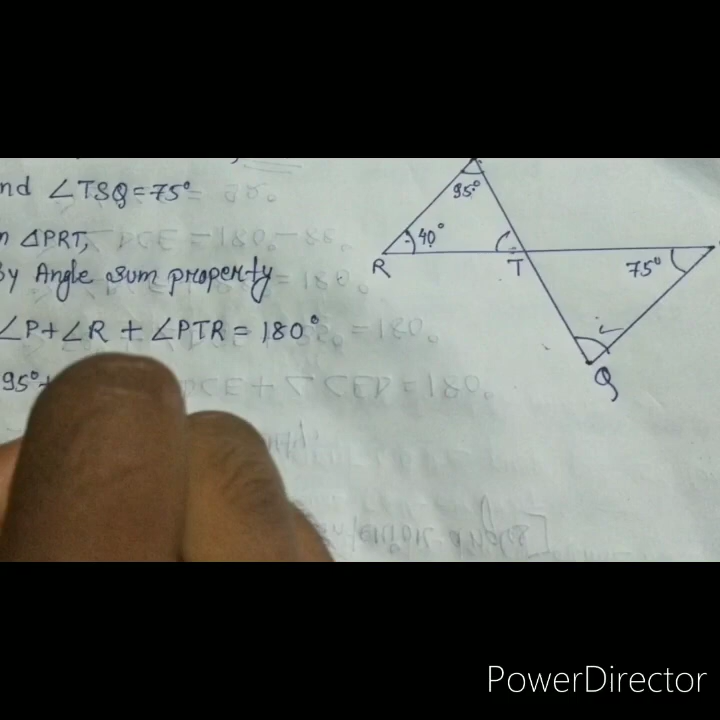 nd ∠TSQ=75°
n ΔPRT,
By Angle sum property
∠P+∠R+∠PTR=180°
95°+
95°
40°
R
T
75°
Q
PowerDirector